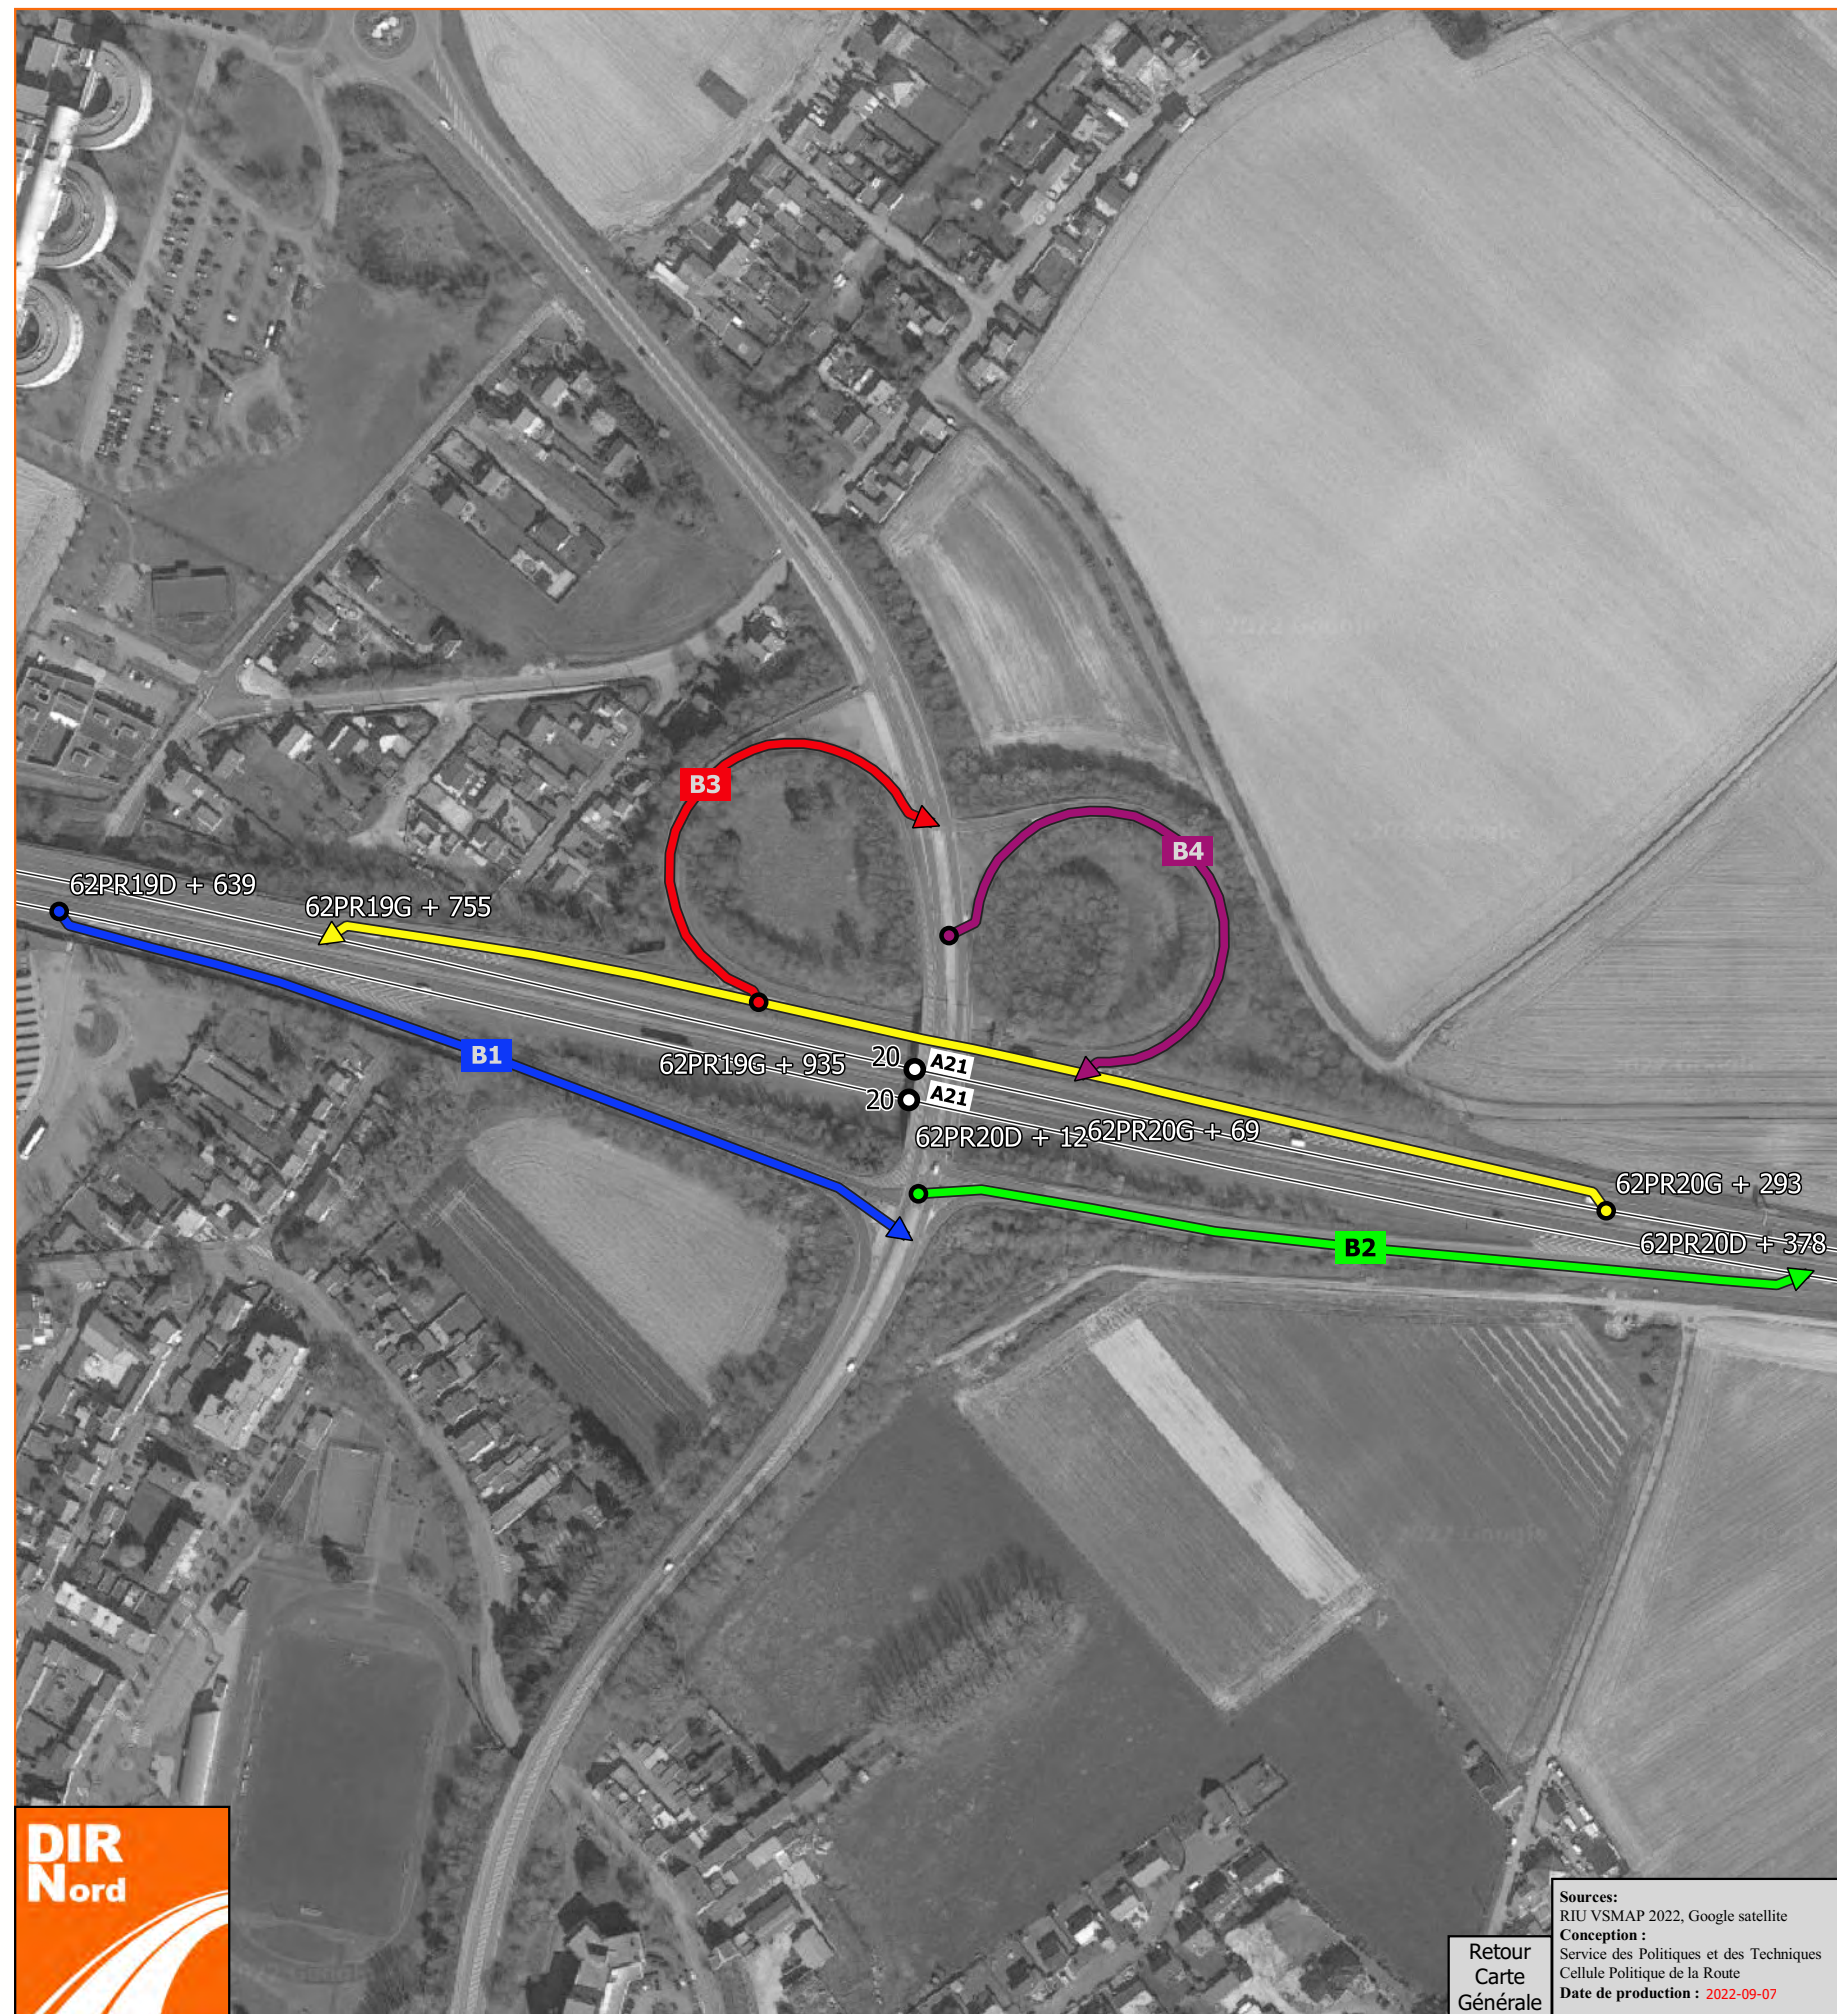 B3
B4
62PR19D + 639
62PR19G + 755
B1
62PR19G + 935
20
A21
20
A21
62PR20D + 12
62PR20G + 69
62PR20G + 293
62PR20D + 378
B2
DIR
Nord
Retour
Carte
Générale
Sources:
RIU VSMAP 2022, Google satellite
Conception :
Service des Politiques et des Techniques
Cellule Politique de la Route
Date de production : 2022-09-07